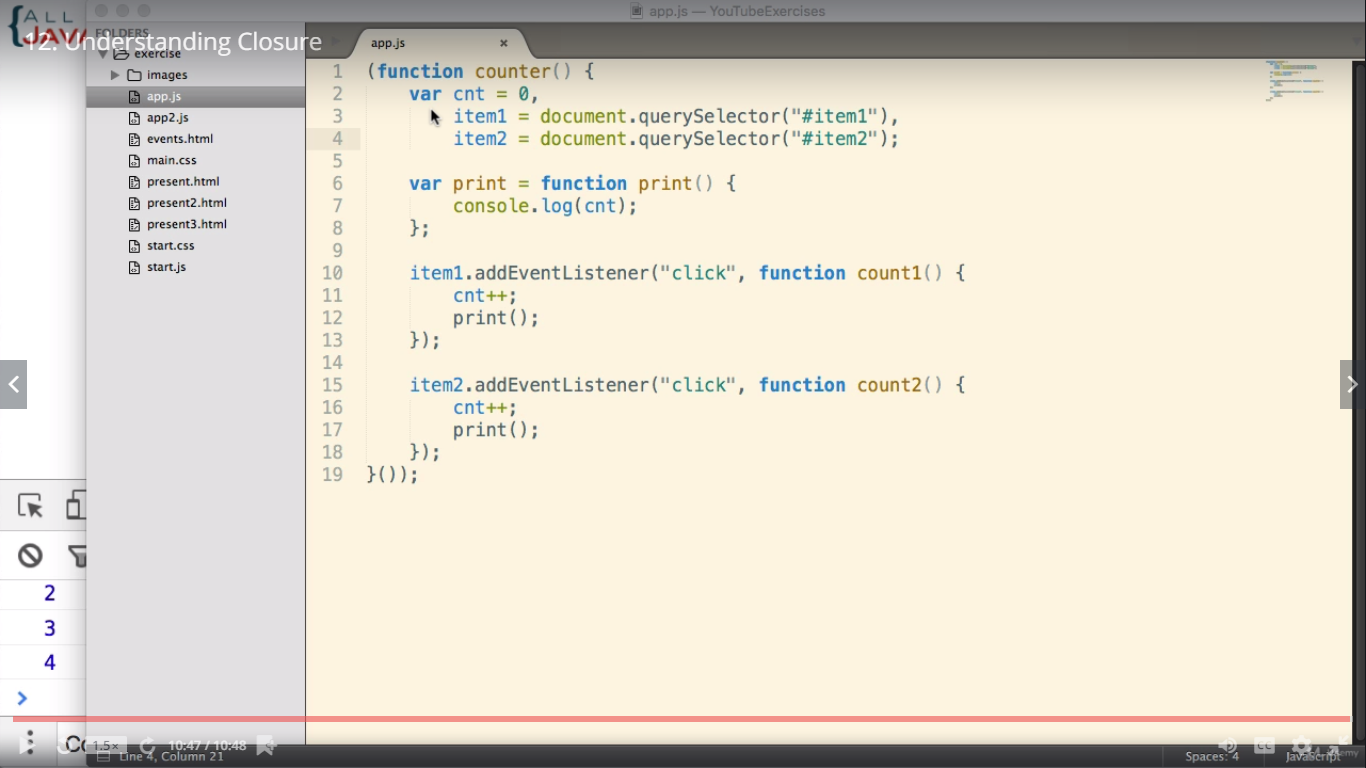 app.js — YouTubeExercises
ALL
JAVA
12. Understanding Closure
FOLDERS
exercise
images
app.js
app2.js
events.html
main.css
present.html
present2.html
present3.html
start.css
start.js
app.js ×
1 (function counter() {
2 var cnt = 0,
3 item1 = document.querySelector("#item1"),
4 item2 = document.querySelector("#item2");
5
6 var print = function print() {
7 console.log(cnt);
8 };
9
10 item1.addEventListener("click", function count1() {
11 cnt++;
12 print();
13 });
14
15 item2.addEventListener("click", function count2() {
16 cnt++;
17 print();
18 });
19 }());
2
3
4
Co
1.5×
10:47 / 10:48
Line 4, Column 21
CC
Spaces: 4
JavaScript